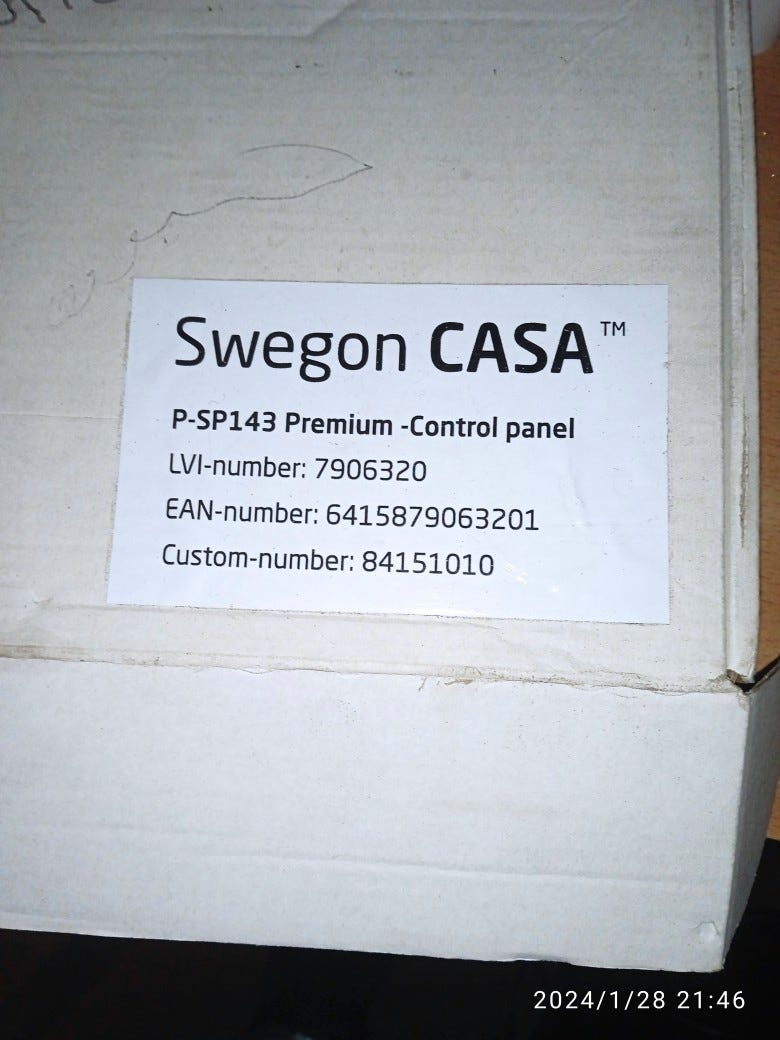 Swegon CASA™
P-SP143 Premium -Control panel
LVI-number: 7906320
EAN-number: 6415879063201
Custom-number: 84151010
2024/1/28 21:46